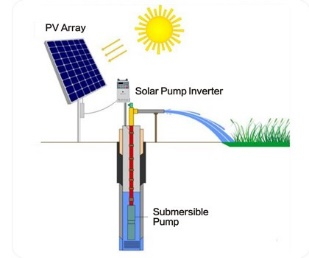 PV Array
Solar Pump Inverter
Submersible
Pump